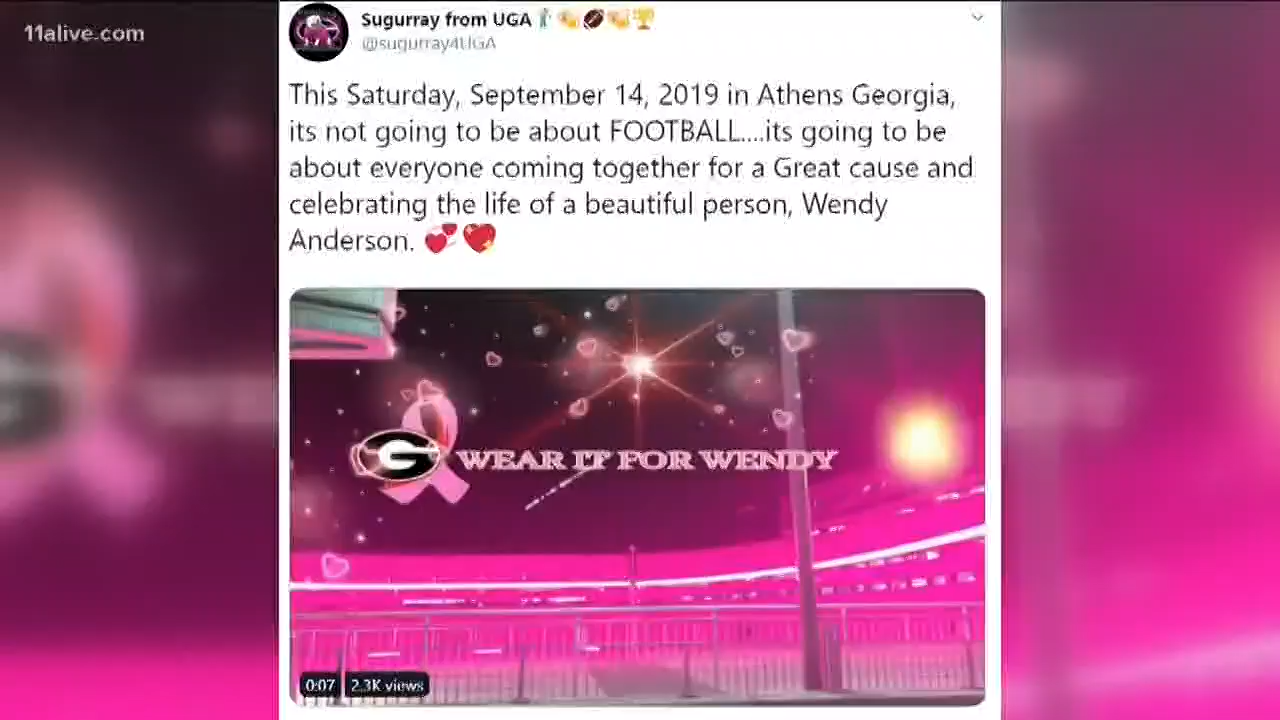 11alive.com
Sugurray from UGA
@sugurray4UGA
This Saturday, September 14, 2019 in Athens Georgia,
its not going to be about FOOTBALL....its going to be
about everyone coming together for a Great cause and
celebrating the life of a beautiful person, Wendy
Anderson. 💞💖
G WEAR IT FOR WENDY
0:07 2.3K views